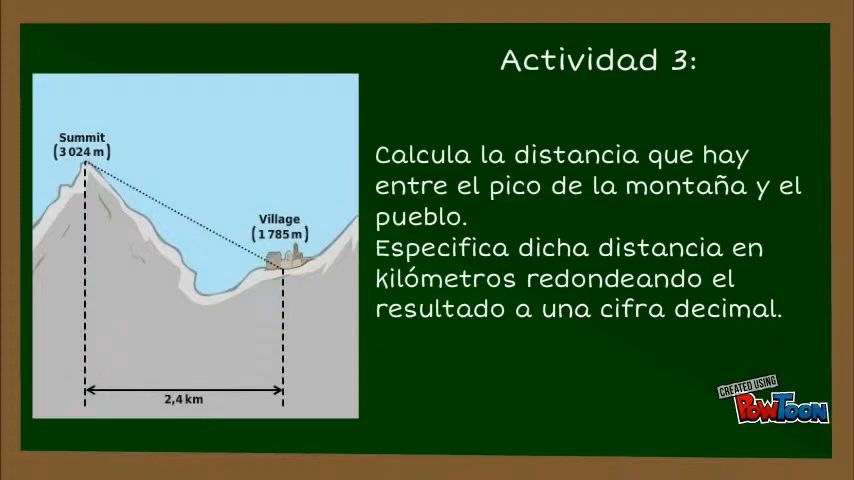 Actividad 3:
Summit
(3 024 m)
Village
(1 785 m)
2,4 km
Calcula la distancia que hay
entre el pico de la montaña y el
pueblo.
Especifica dicha distancia en
kilómetros redondeando el
resultado a una cifra decimal.
CREATED USING
POWTOON